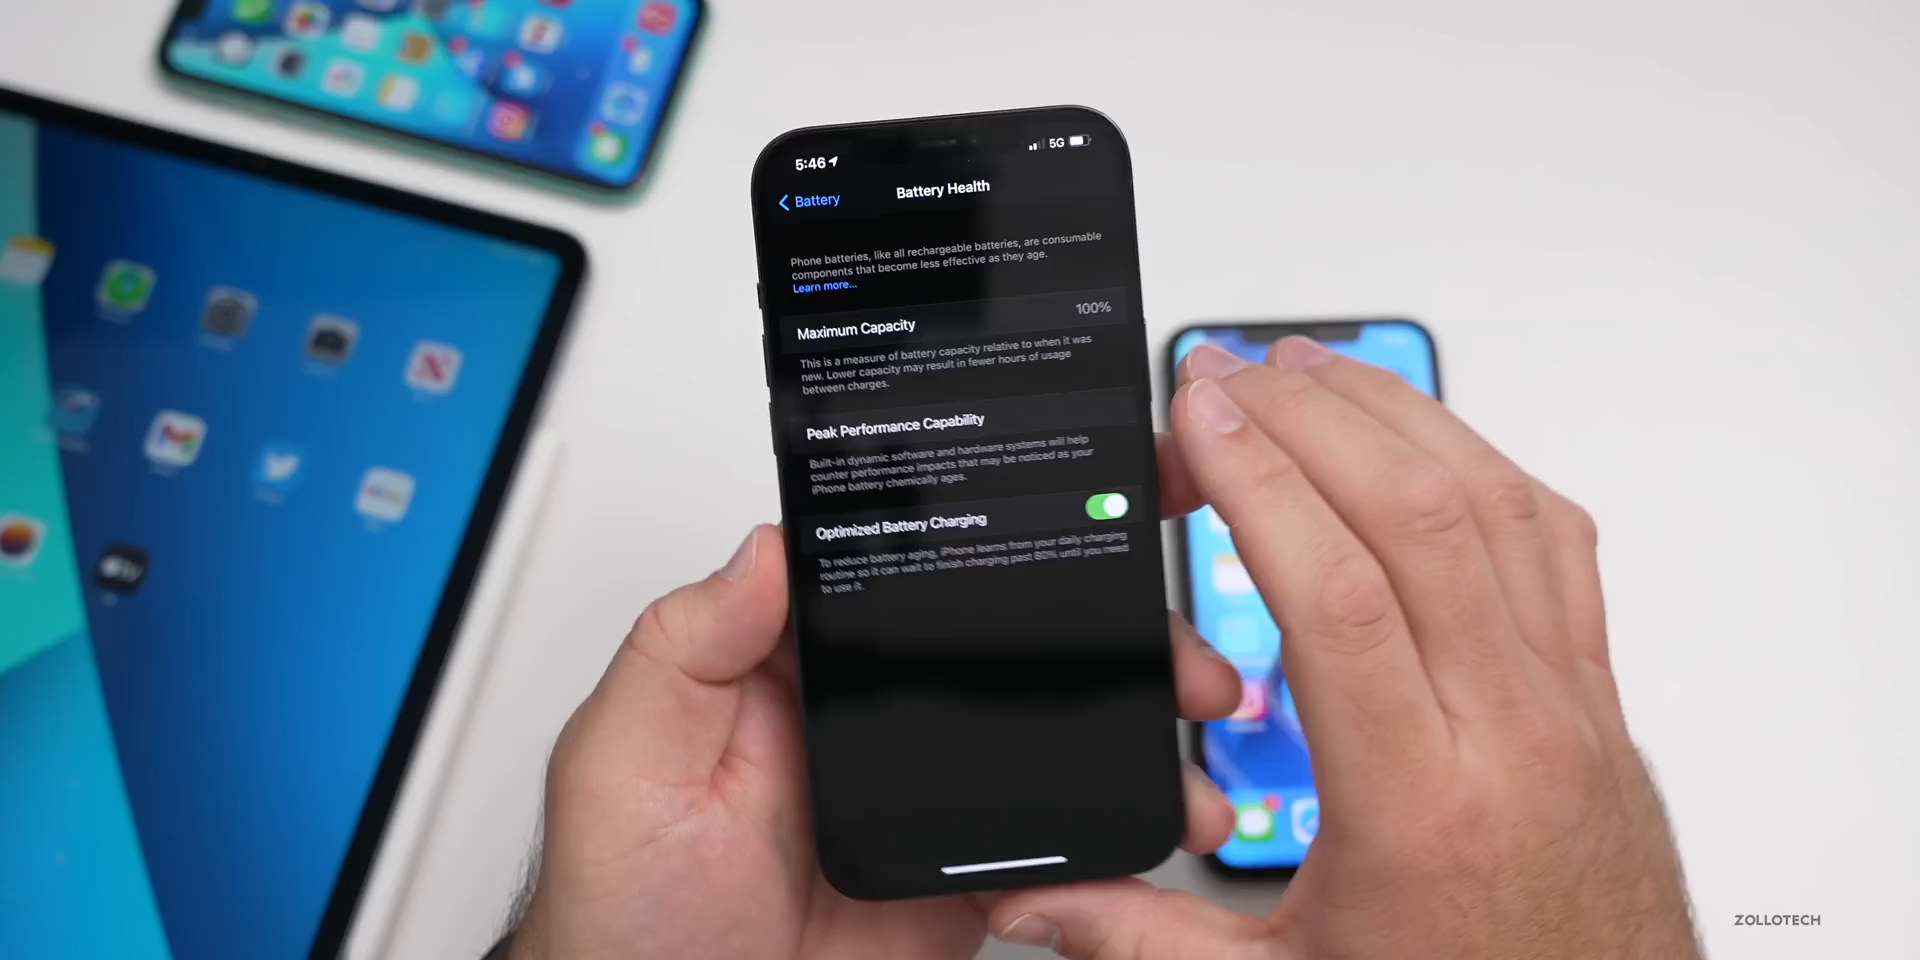 5:46
5G
Battery
Battery Health
Phone batteries, like all rechargeable batteries, are consumable
components that become less effective as they age.
Learn more...
Maximum Capacity
100%
This is a measure of battery capacity relative to when it was
new. Lower capacity may result in fewer hours of usage
between charges.
Peak Performance Capability
Built-in dynamic software and hardware systems will help
counter performance impacts that may be noticed as your
iPhone battery chemically ages.
Optimized Battery Charging
To reduce battery aging, iPhone learns from your daily charging
routine so it can wait to finish charging past 80% until you need
to use it.
ZOLLOTECH